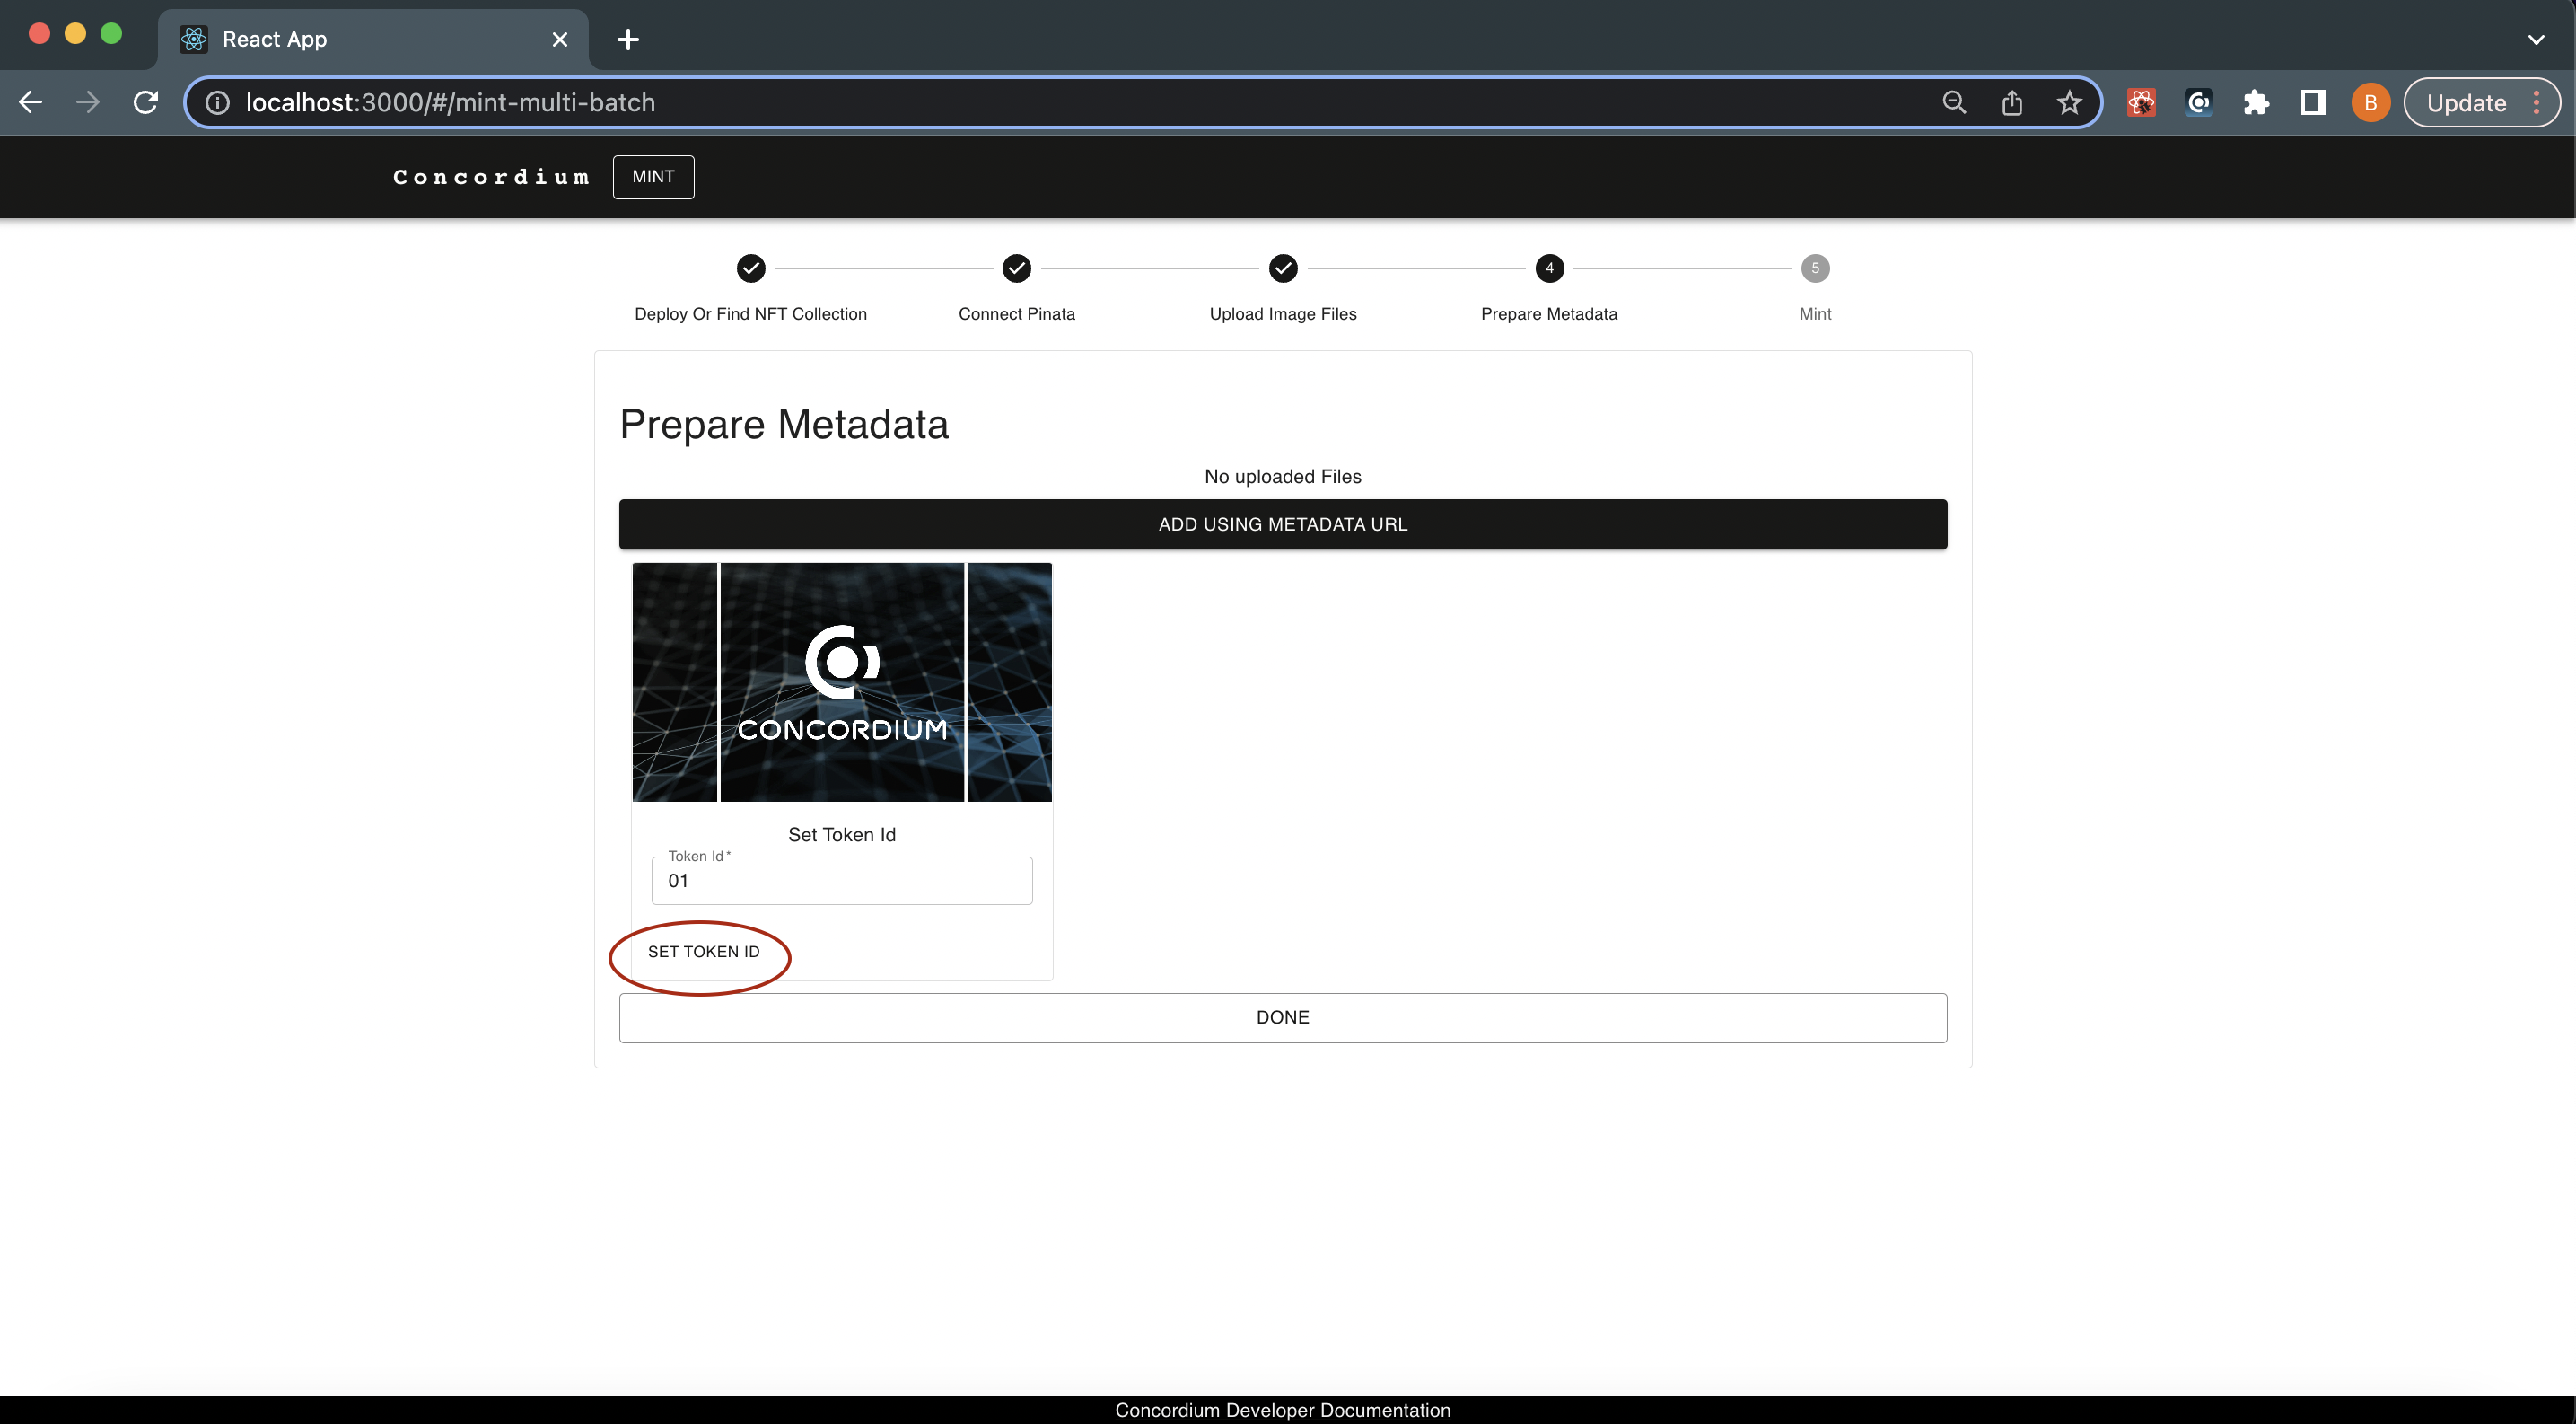 React App
localhost:3000/#/mint-multi-batch
B
Update
Concordium
MINT
4
5
Deploy Or Find NFT Collection
Connect Pinata
Upload Image Files
Prepare Metadata
Mint
Prepare Metadata
No uploaded Files
ADD USING METADATA URL
CONCORDIUM
Set Token Id
Token Id *
01
SET TOKEN ID
DONE
Concordium Developer Documentation